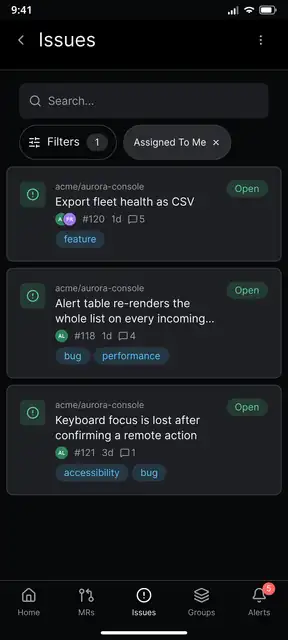 9:41
Issues
Search...
Filters 1
Assigned To Me ×
acme/aurora-console
Open
Export fleet health as CSV
PR
#120 1d 5
feature
acme/aurora-console
Open
Alert table re-renders the
whole list on every incoming...
AL #118 1d 4
bug performance
acme/aurora-console
Open
Keyboard focus is lost after
confirming a remote action
AL #121 3d 1
accessibility bug
5
Home MRs Issues Groups Alerts